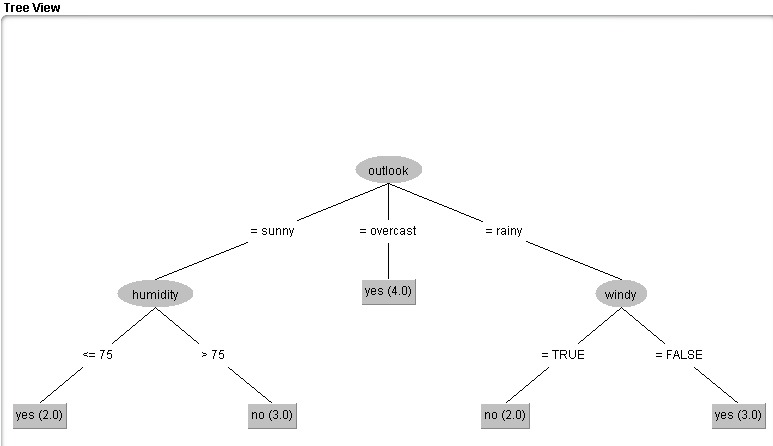 Tree View
outlook
= sunny
= overcast
= rainy
humidity
yes (4.0)
windy
<= 75
> 75
= TRUE
= FALSE
yes (2.0)
no (3.0)
no (2.0)
yes (3.0)